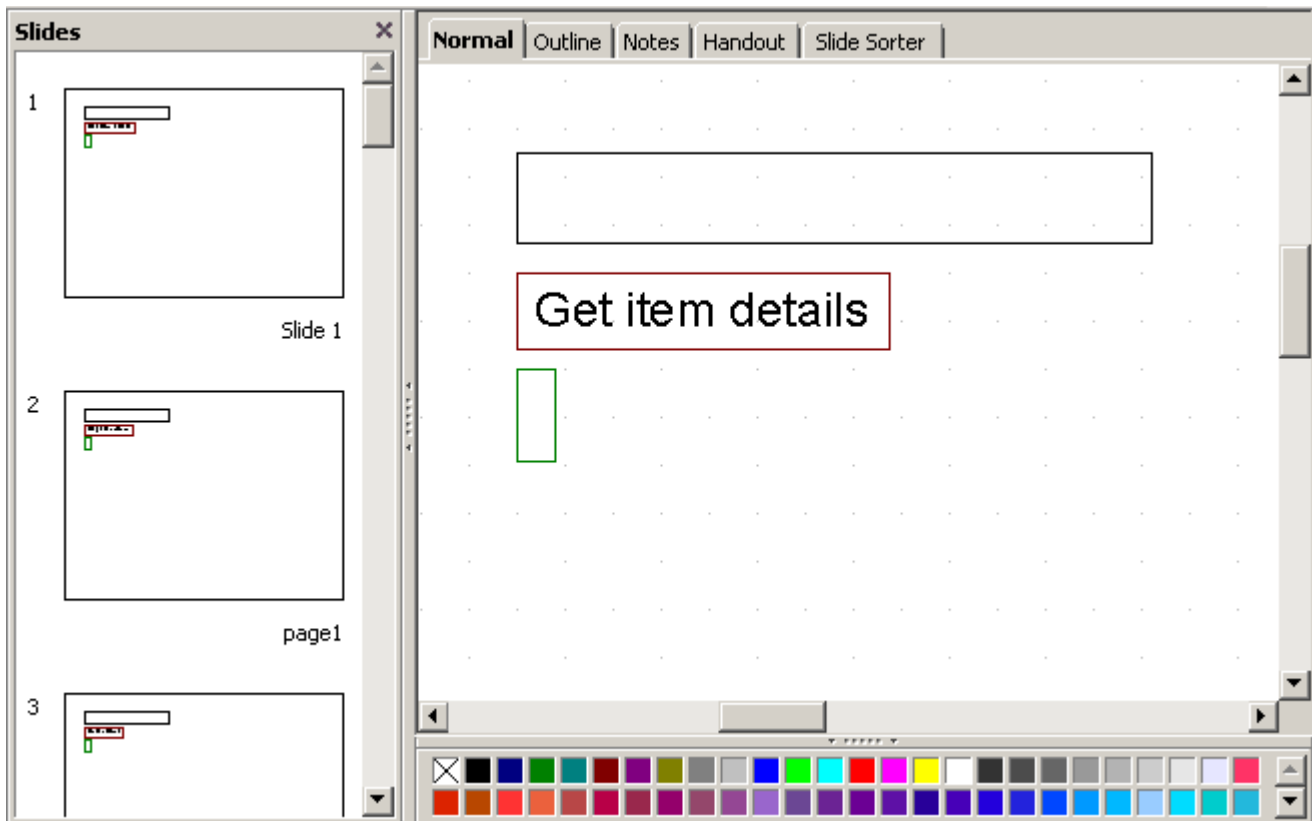 Slides
1
Slide 1
2
page1
3
Normal Outline Notes Handout Slide Sorter
Get item details